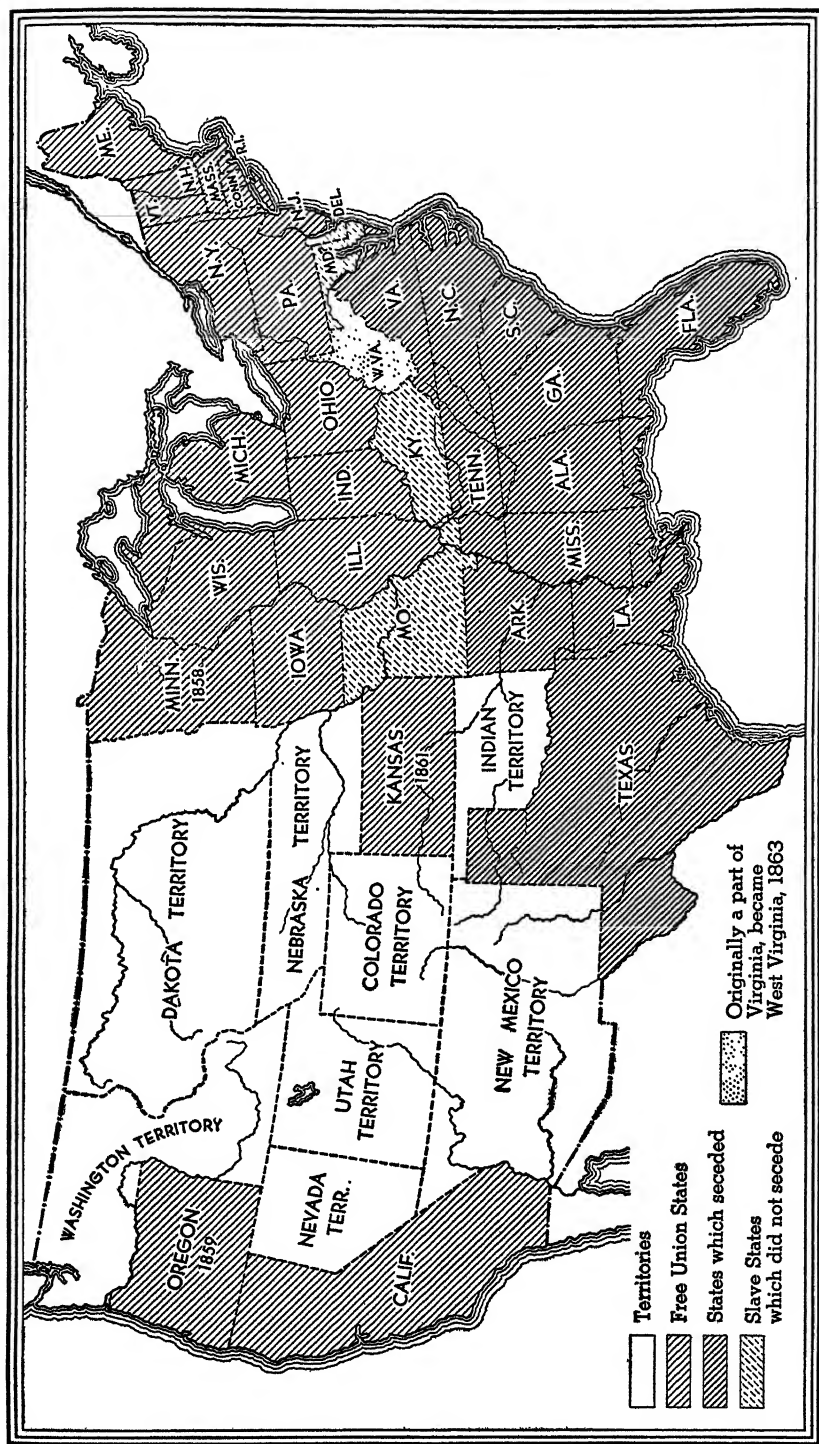 WASHINGTON TERRITORY
OREGON
1859
CALIF.
NEVADA
TERR.
UTAH
TERRITORY
DAKOTA TERRITORY
NEBRASKA TERRITORY
COLORADO
TERRITORY
NEW MEXICO
TERRITORY
KANSAS
1861
INDIAN
TERRITORY
TEXAS
MINN.
1858
IOWA
MO.
ARK.
LA.
WIS.
ILL.
MICH.
IND.
OHIO
KY.
TENN.
MISS.
ALA.
GA.
FLA.
S.C.
N.C.
VA.
W.VA.
MD.
DEL.
PA.
N.J.
N.Y.
VT.
N.H.
MASS.
CONN.
R.I.
ME.
Territories
Free Union States
States which seceded
Slave States
which did not secede
Originally a part of
Virginia, became
West Virginia, 1863